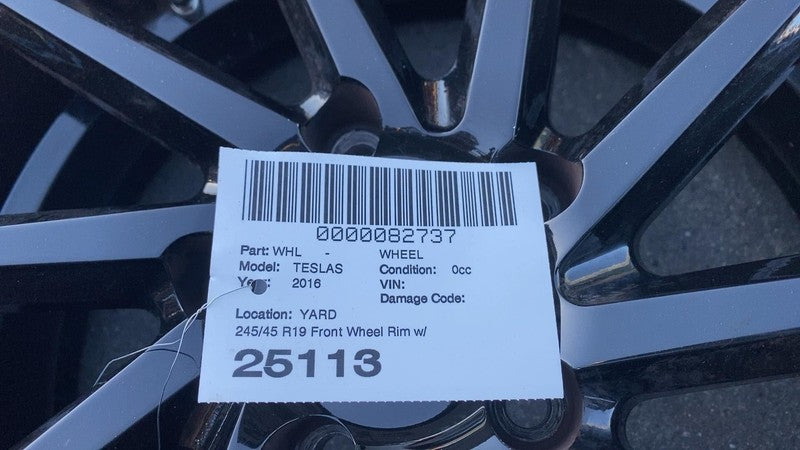 0000082737
Part: WHL - WHEEL
Model: TESLAS Condition: 0cc
Year: 2016 VIN:
Damage Code:
Location: YARD
245/45 R19 Front Wheel Rim w/
25113